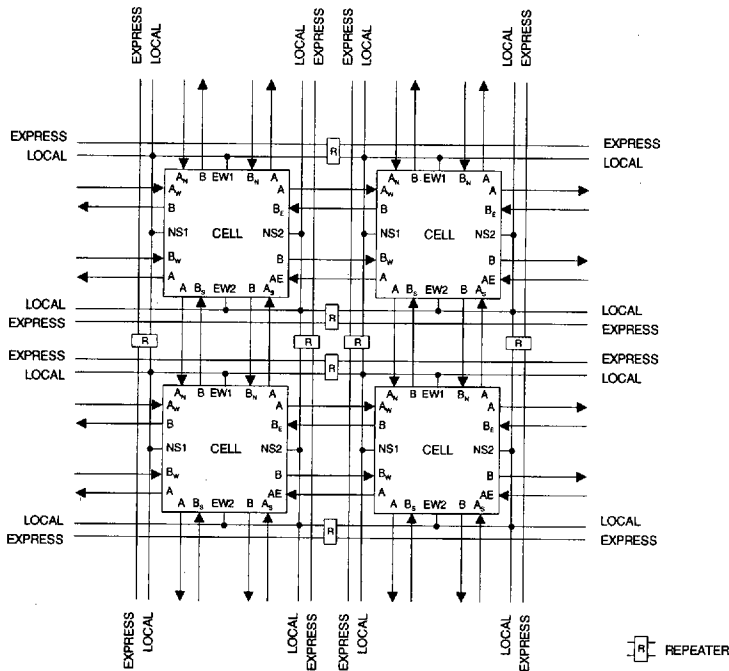 EXPRESS LOCAL LOCAL EXPRESS EXPRESS LOCAL LOCAL EXPRESS
EXPRESS R EXPRESS
LOCAL LOCAL
A_N B EW1 B_N A A_N B EW1 B_N A
A_W A A_W A
B B_E B B_E
NS1 CELL NS2 NS1 CELL NS2
B_W B B_W B
A AE A AE
A B_S EW2 B A_S A B_S EW2 B A_S
LOCAL R LOCAL
EXPRESS EXPRESS
R R R R
EXPRESS R EXPRESS
LOCAL LOCAL
A_N B EW1 B_N A A_N B EW1 B_N A
A_W A A_W A
B B_E B B_E
NS1 CELL NS2 NS1 CELL NS2
B_W B B_W B
A AE A AE
A B_S EW2 B A_S A B_S EW2 B A_S
LOCAL R LOCAL
EXPRESS EXPRESS
EXPRESS LOCAL LOCAL EXPRESS EXPRESS LOCAL LOCAL EXPRESS
R REPEATER